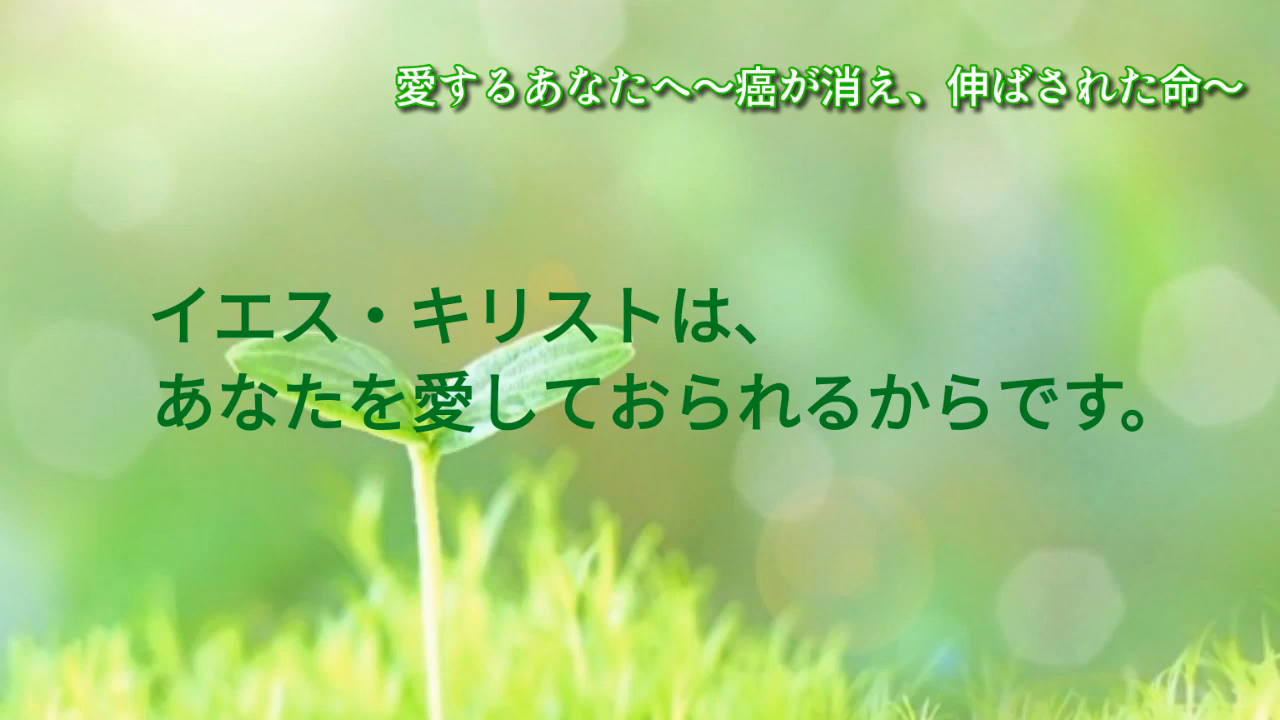 愛するあなたへ〜癌が消え、伸ばされた命〜
イエス・キリストは、
あなたを愛しておられるからです。